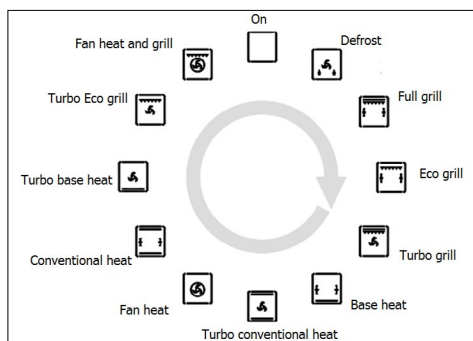 On
Defrost
Full grill
Eco grill
Turbo grill
Base heat
Turbo conventional heat
Fan heat
Conventional heat
Turbo base heat
Turbo Eco grill
Fan heat and grill